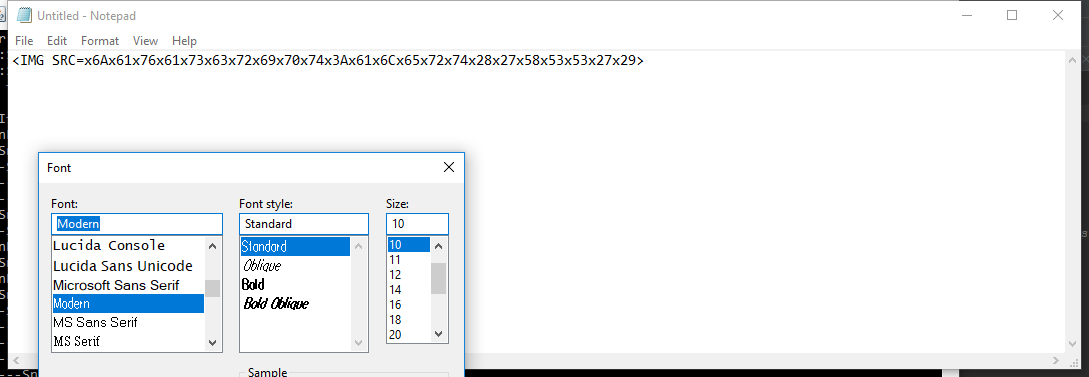 Untitled - Notepad
File Edit Format View Help
<IMG SRC=x6Ax61x76x61x73x63x72x69x70x74x3Ax61x6Cx65x72x74x28x27x58x53x53x27x29>
Font
Font: Font style: Size:
Modern Standard 10
Lucida Console Standard 10
Lucida Sans Unicode Oblique 11
Microsoft Sans Serif Bold 12
Modern Bold Oblique 14
MS Sans Serif 16
MS Serif 18
20
Sample